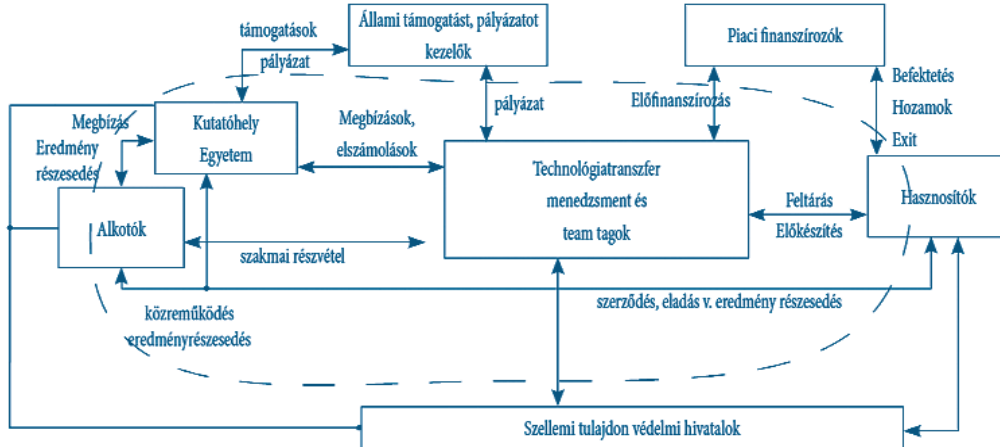 támogatások
pályázat
Állami támogatást, pályázatot
kezelők
Piaci finanszírozók
Befektetés
Hozamok
Exit
pályázat
Előfinanszírozás
Megbízás
Eredmény
részesedés
Kutatóhely
Egyetem
Megbízások,
elszámolások
Technológiatranszfer
menedzsment és
team tagok
Feltárás
Előkészítés
Hasznosítók
Alkotók
szakmai részvétel
közreműködés
eredményrészesedés
szerződés, eladás v. eredmény részesedés
Szellemi tulajdon védelmi hivatalok